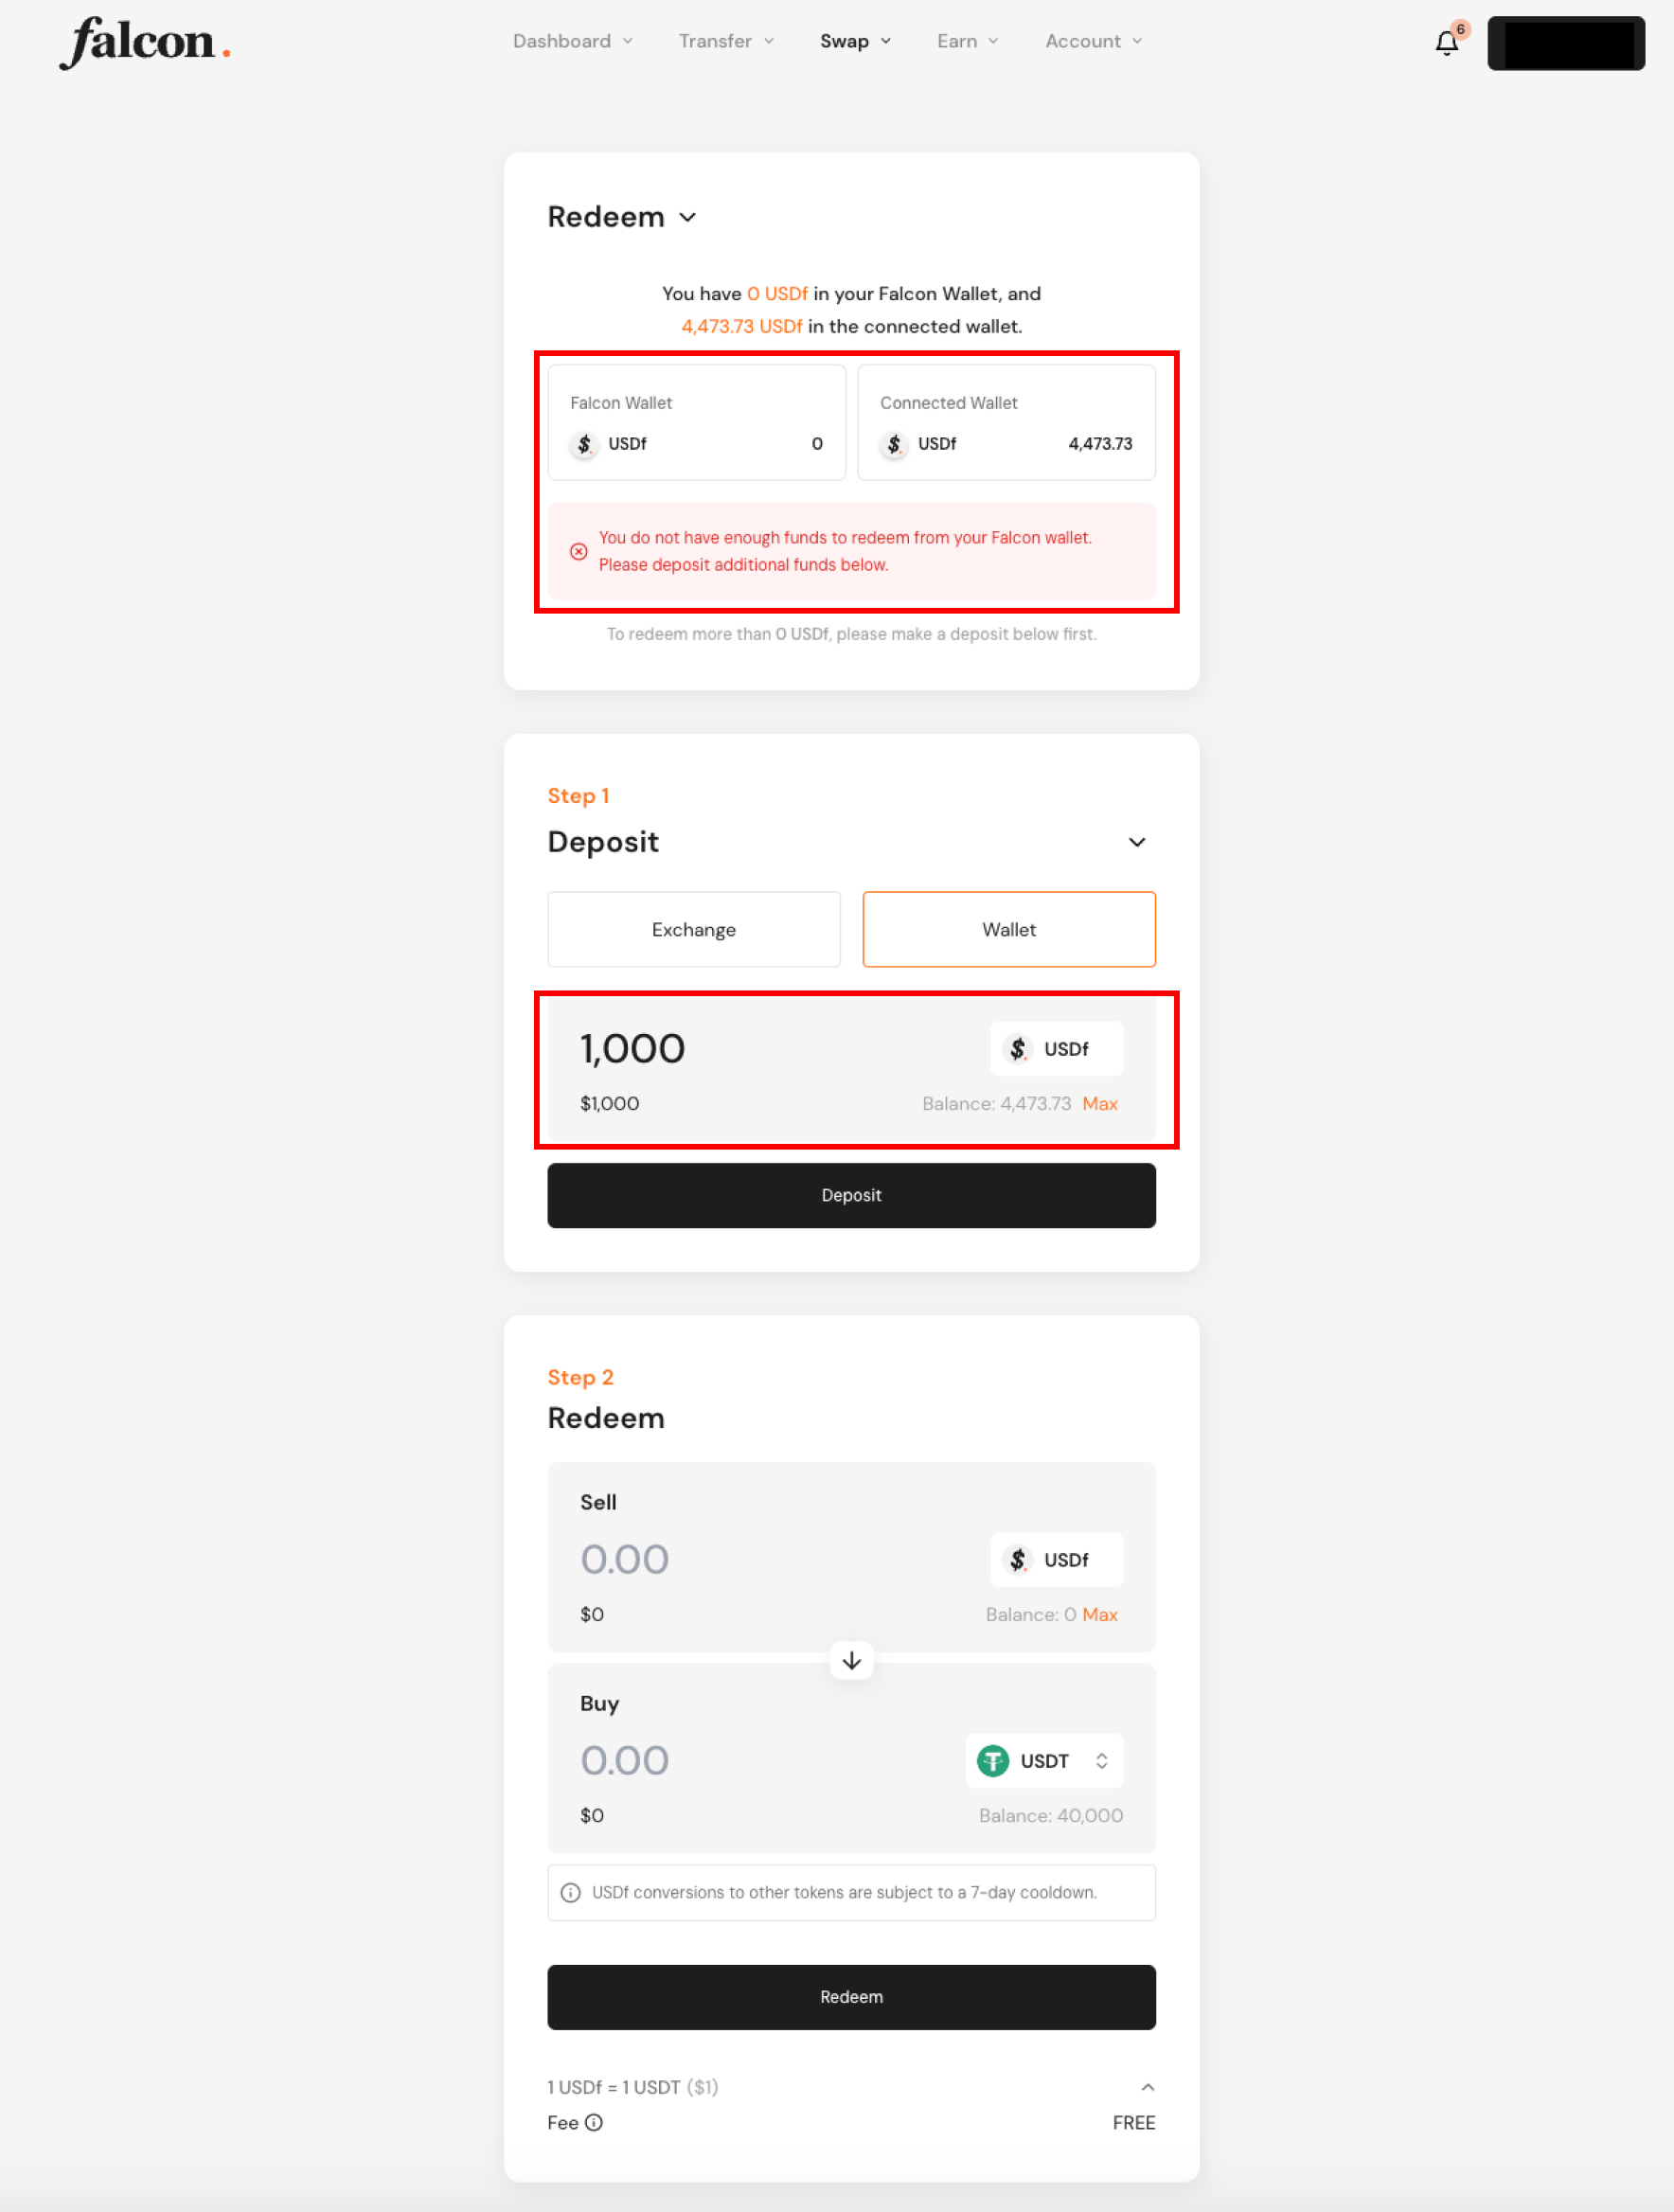 falcon.
Dashboard Transfer Swap Earn Account 6
Redeem
You have 0 USDf in your Falcon Wallet, and
4,473.73 USDf in the connected wallet.
Falcon Wallet Connected Wallet
USDf 0 USDf 4,473.73
You do not have enough funds to redeem from your Falcon wallet.
Please deposit additional funds below.
To redeem more than 0 USDf, please make a deposit below first.
Step 1
Deposit
Exchange Wallet
1,000 USDf
$1,000 Balance: 4,473.73 Max
Deposit
Step 2
Redeem
Sell
0.00 USDf
$0 Balance: 0 Max
Buy
0.00 USDT
$0 Balance: 40,000
USDf conversions to other tokens are subject to a 7-day cooldown.
Redeem
1 USDf = 1 USDT ($1)
Fee FREE